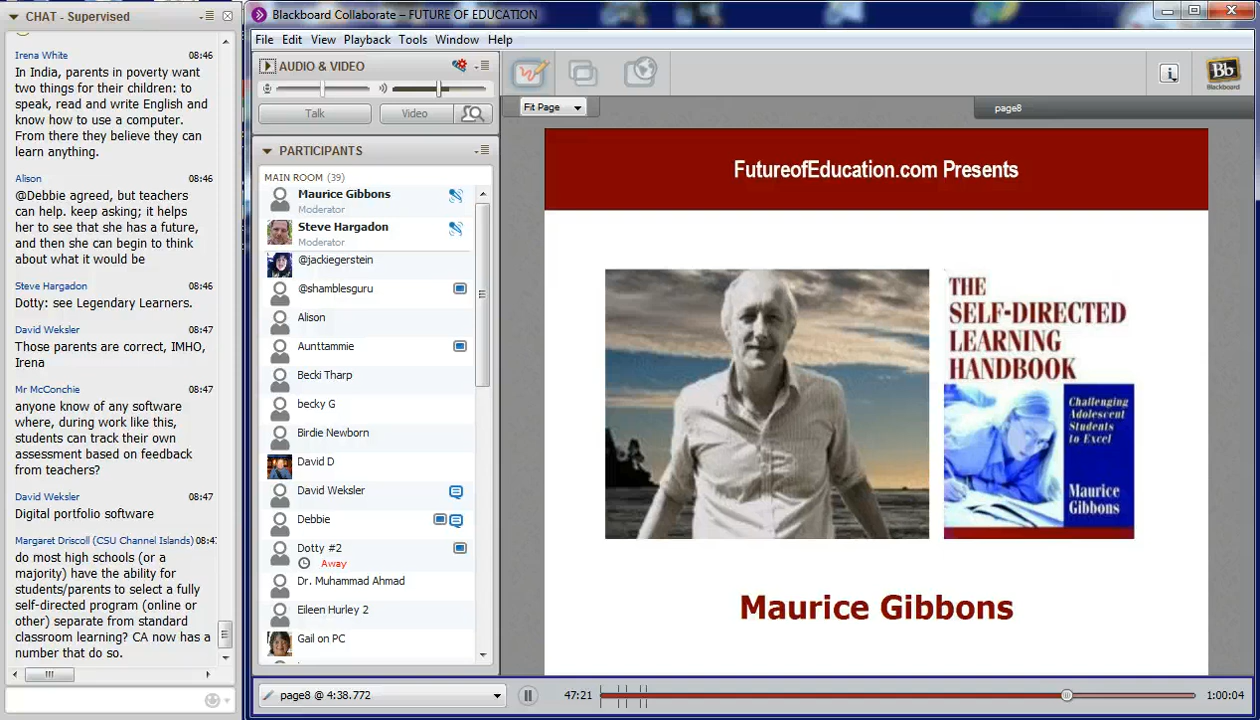 CHAT - Supervised
Irena White 08:46
In India, parents in poverty want
two things for their children: to
speak, read and write English and
know how to use a computer.
From there they believe they can
learn anything.
Alison 08:46
@Debbie agreed, but teachers
can help. keep asking; it helps
her to see that she has a future,
and then she can begin to think
about what it would be
Steve Hargadon 08:46
Dotty: see Legendary Learners.
David Weksler 08:47
Those parents are correct, IMHO,
Irena
Mr McConchie 08:47
anyone know of any software
where, during work like this,
students can track their own
assessment based on feedback
from teachers?
David Weksler 08:47
Digital portfolio software
Margaret Driscoll (CSU Channel Islands) 08:47
do most high schools (or a
majority) have the ability for
students/parents to select a fully
self-directed program (online or
other) separate from standard
classroom learning? CA now has a
number that do so.
Blackboard Collaborate – FUTURE OF EDUCATION
File Edit View Playback Tools Window Help
AUDIO & VIDEO
Talk Video
PARTICIPANTS
MAIN ROOM (39)
Maurice Gibbons
Moderator
Steve Hargadon
Moderator
@jackiegerstein
@shamblesguru
Alison
Aunttammie
Becki Tharp
becky G
Birdie Newborn
David D
David Weksler
Debbie
Dotty #2
Away
Dr. Muhammad Ahmad
Eileen Hurley 2
Gail on PC
Bb
Blackboard
Fit Page
page8
FutureofEducation.com Presents
THE
SELF-DIRECTED
LEARNING
HANDBOOK
Challenging
Adolescent
Students
to Excel
Maurice
Gibbons
Maurice Gibbons
page8 @ 4:38.772
47:21
1:00:04